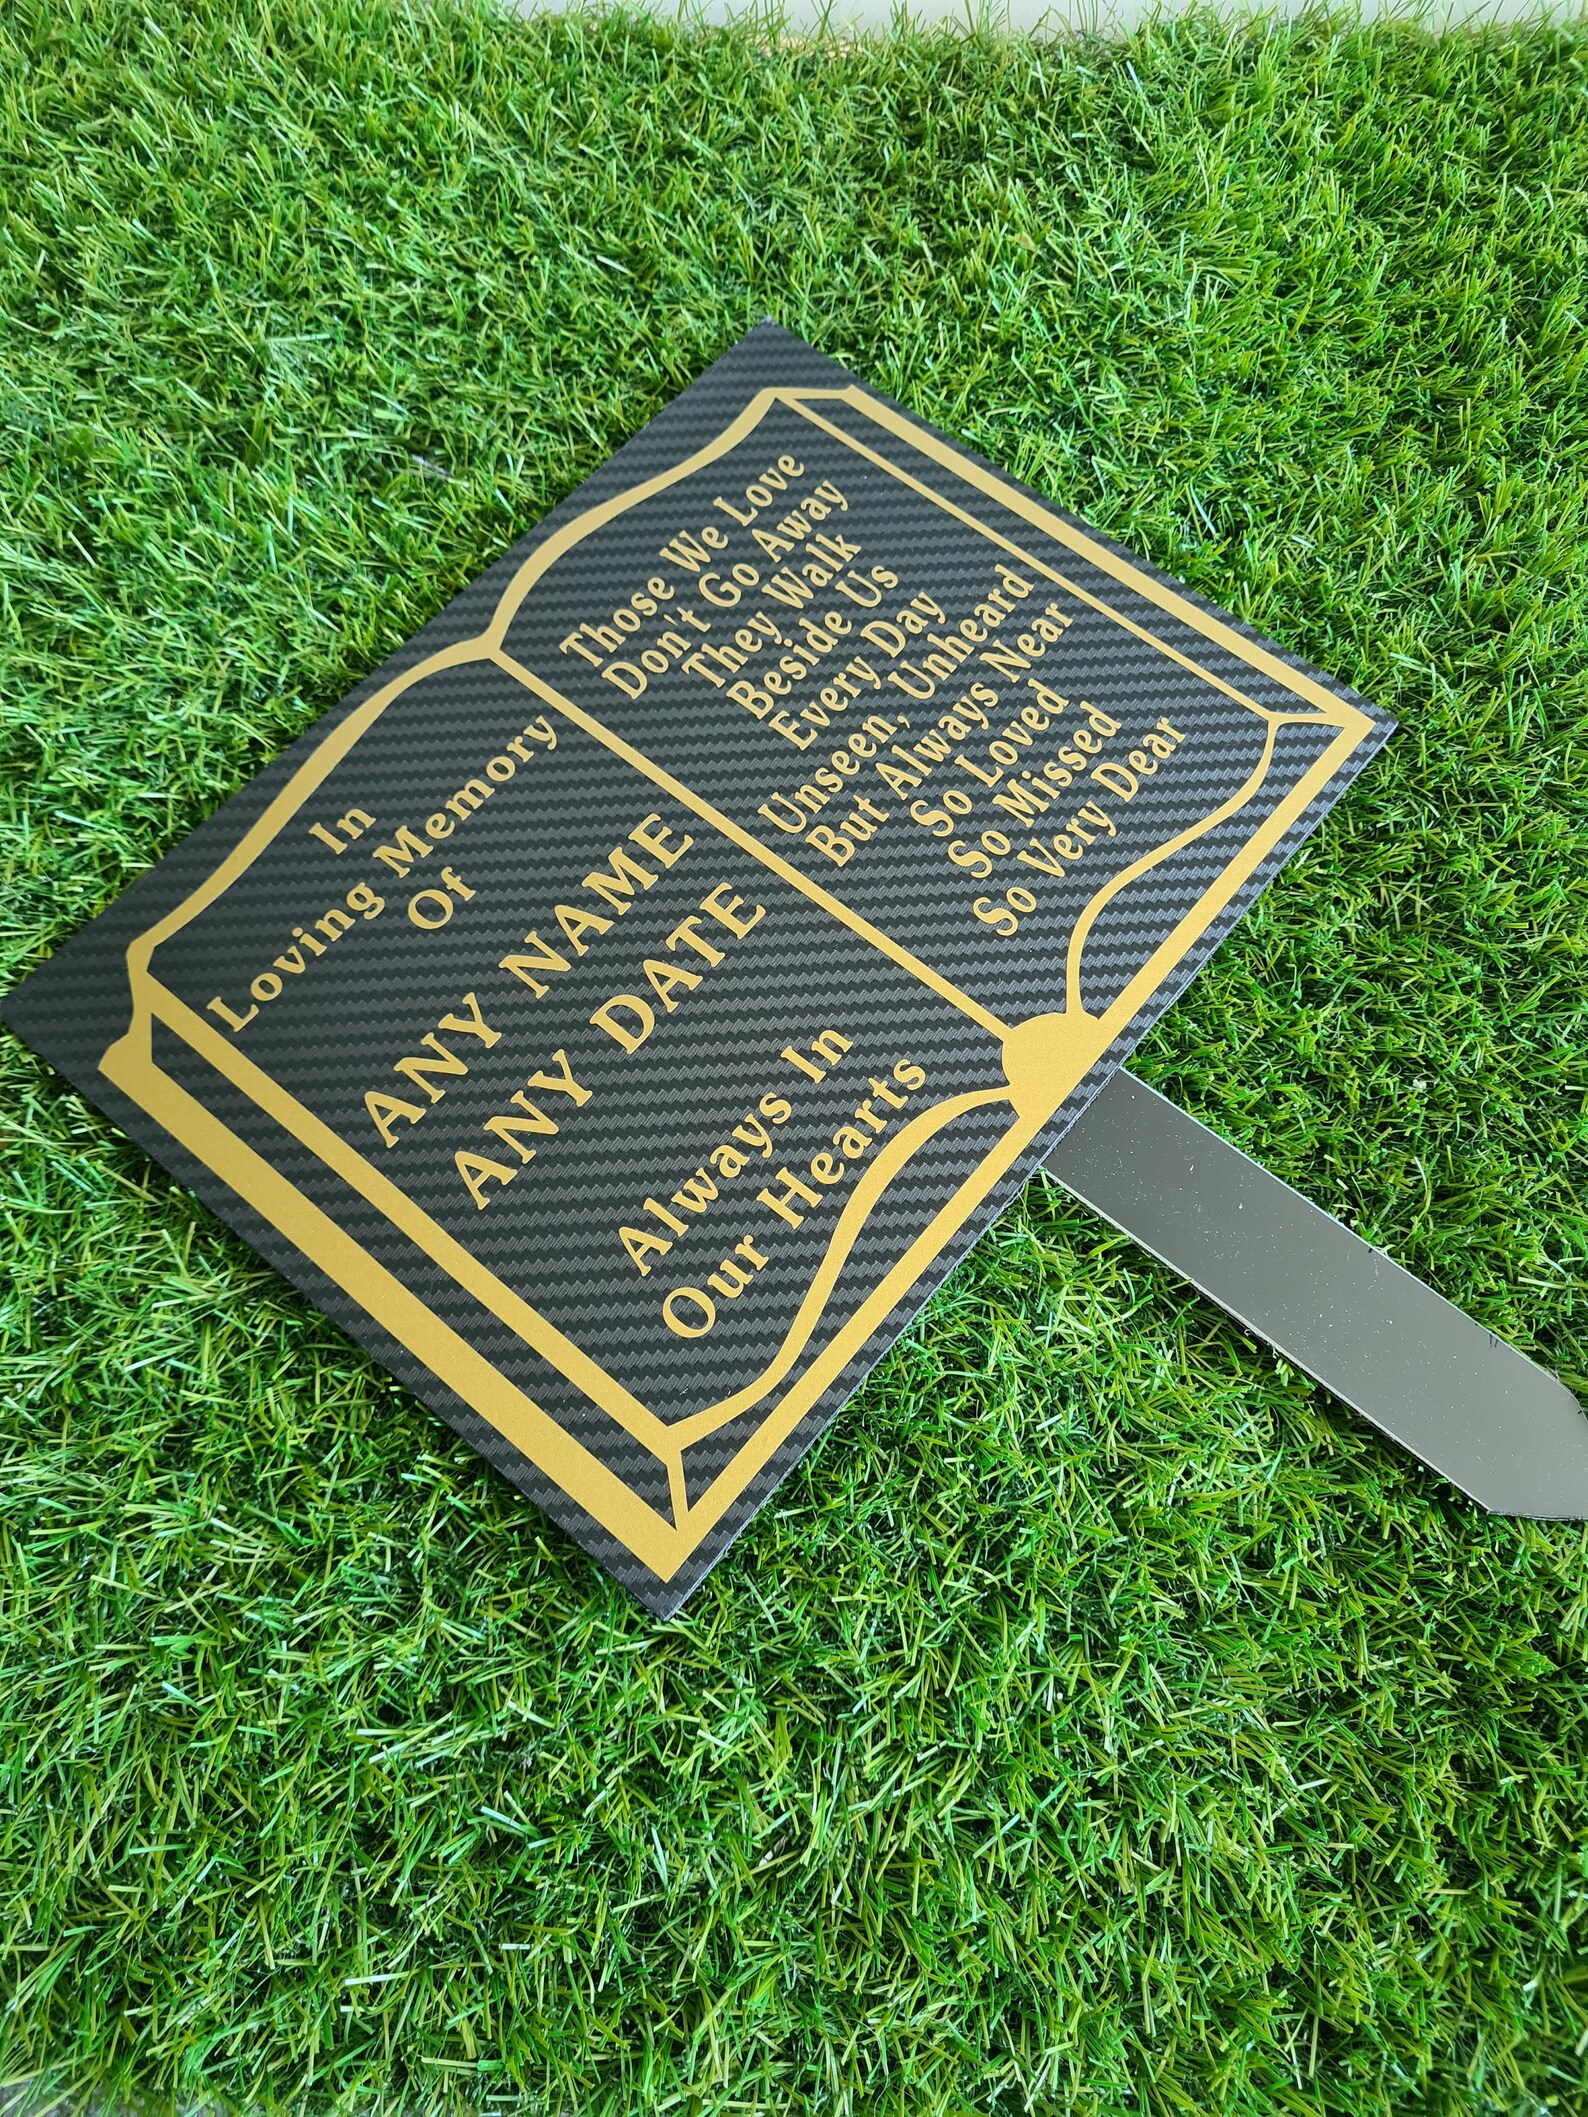 In
Loving Memory
Of
ANY NAME
ANY DATE
Always In
Our Hearts
Those We Love
Don't Go Away
They Walk
Beside Us
Every Day
Unseen, Unheard
But Always Near
So Loved
So Missed
So Very Dear